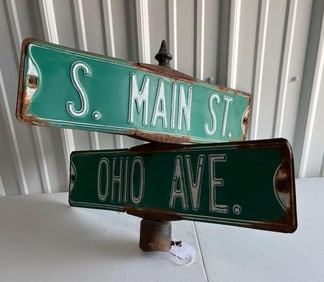 S. MAIN ST.
OHIO AVE.